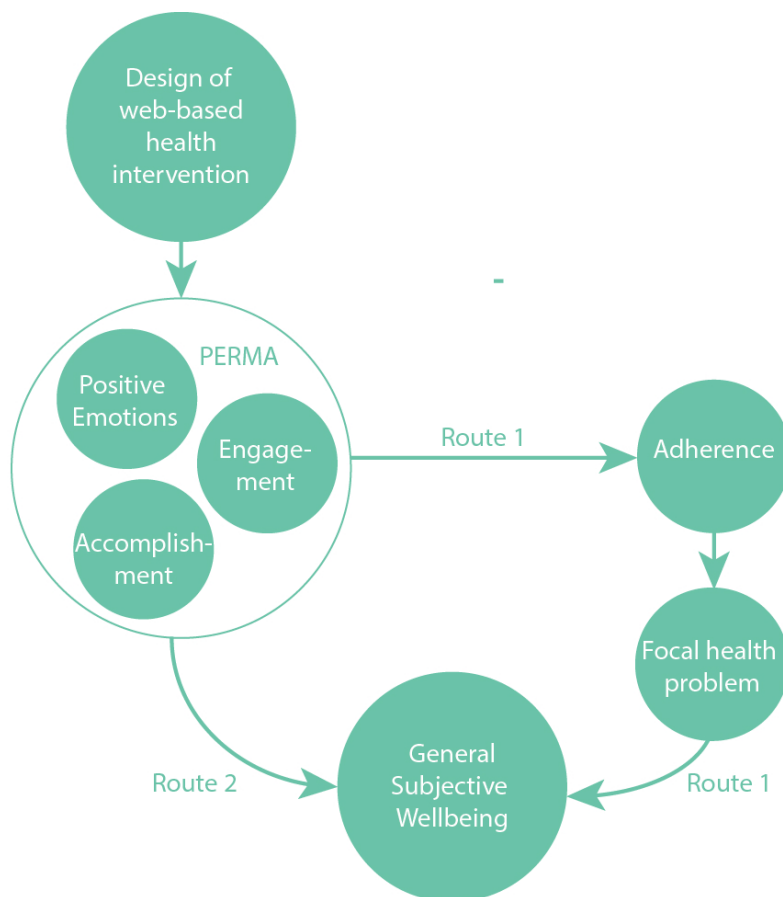 Design of
web-based
health
intervention
-
PERMA
Positive
Emotions
Engage-
ment
Accomplish-
ment
Route 1
Adherence
Focal health
problem
General
Subjective
Wellbeing
Route 2
Route 1